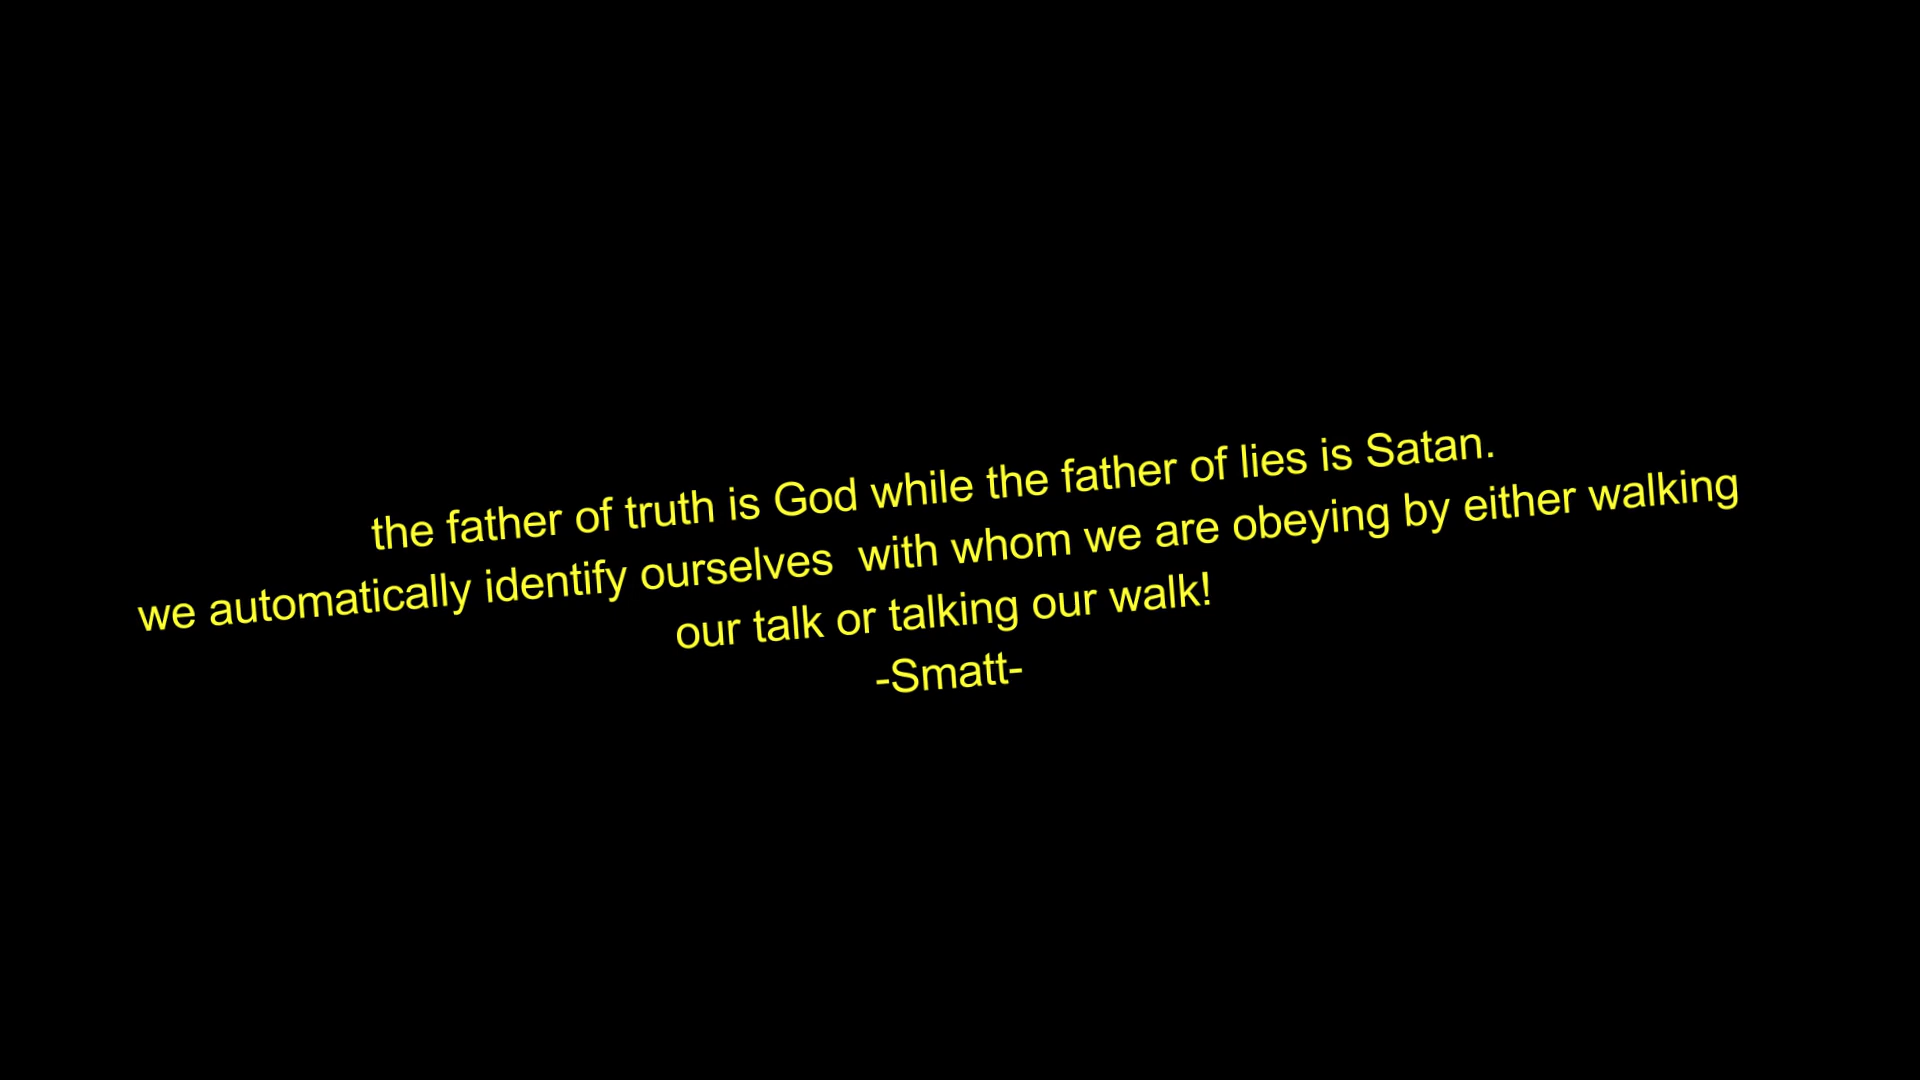 the father of truth is God while the father of lies is Satan.
we automatically identify ourselves  with whom we are obeying by either walking
our talk or talking our walk!
-Smatt-